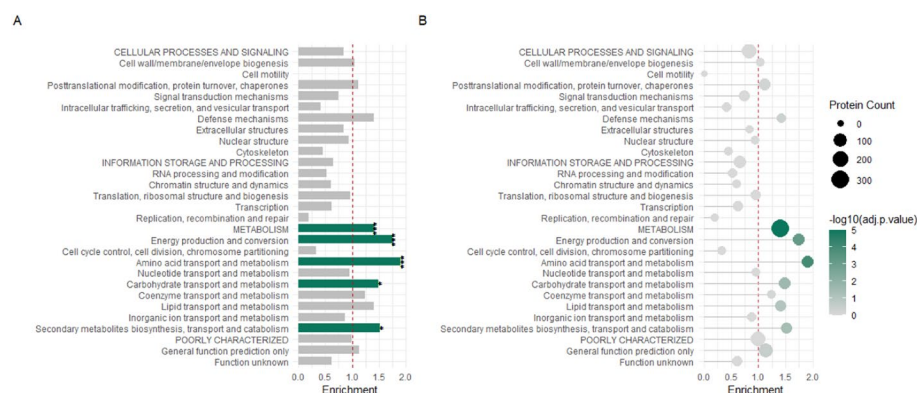 A
CELLULAR PROCESSES AND SIGNALING
Cell wall/membrane/envelope biogenesis
Cell motility
Posttranslational modification, protein turnover, chaperones
Signal transduction mechanisms
Intracellular trafficking, secretion, and vesicular transport
Defense mechanisms
Extracellular structures
Nuclear structure
Cytoskeleton
INFORMATION STORAGE AND PROCESSING
RNA processing and modification
Chromatin structure and dynamics
Translation, ribosomal structure and biogenesis
Transcription
Replication, recombination and repair
METABOLISM
Energy production and conversion
Cell cycle control, cell division, chromosome partitioning
Amino acid transport and metabolism
Nucleotide transport and metabolism
Carbohydrate transport and metabolism
Coenzyme transport and metabolism
Lipid transport and metabolism
Inorganic ion transport and metabolism
Secondary metabolites biosynthesis, transport and catabolism
POORLY CHARACTERIZED
General function prediction only
Function unknown
0.0 0.5 1.0 1.5 2.0
Enrichment
B
CELLULAR PROCESSES AND SIGNALING
Cell wall/membrane/envelope biogenesis
Cell motility
Posttranslational modification, protein turnover, chaperones
Signal transduction mechanisms
Intracellular trafficking, secretion, and vesicular transport
Defense mechanisms
Extracellular structures
Nuclear structure
Cytoskeleton
INFORMATION STORAGE AND PROCESSING
RNA processing and modification
Chromatin structure and dynamics
Translation, ribosomal structure and biogenesis
Transcription
Replication, recombination and repair
METABOLISM
Energy production and conversion
Cell cycle control, cell division, chromosome partitioning
Amino acid transport and metabolism
Nucleotide transport and metabolism
Carbohydrate transport and metabolism
Coenzyme transport and metabolism
Lipid transport and metabolism
Inorganic ion transport and metabolism
Secondary metabolites biosynthesis, transport and catabolism
POORLY CHARACTERIZED
General function prediction only
Function unknown
0.0 0.5 1.0 1.5 2.0
Enrichment
Protein Count
0
100
200
300
-log10(adj.p.value)
5
4
3
2
1
0